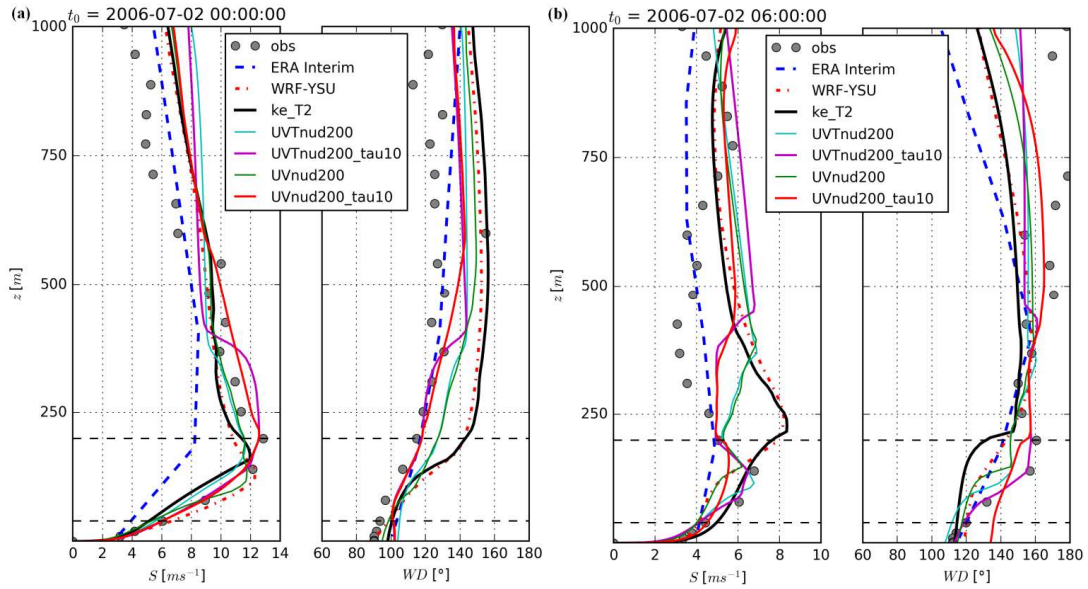 (a) t₀ = 2006-07-02 00:00:00
1000
750
500
250
z [m]
obs
ERA Interim
WRF-YSU
ke_T2
UVTnud200
UVTnud200_tau10
UVnud200
UVnud200_tau10
0 2 4 6 8 10 12 14
S [ms⁻¹]
60 80 100 120 140 160 180
WD [°]
(b) t₀ = 2006-07-02 06:00:00
1000
750
500
250
z [m]
obs
ERA Interim
WRF-YSU
ke_T2
UVTnud200
UVTnud200_tau10
UVnud200
UVnud200_tau10
0 2 4 6 8 10
S [ms⁻¹]
60 80 100 120 140 160 180
WD [°]